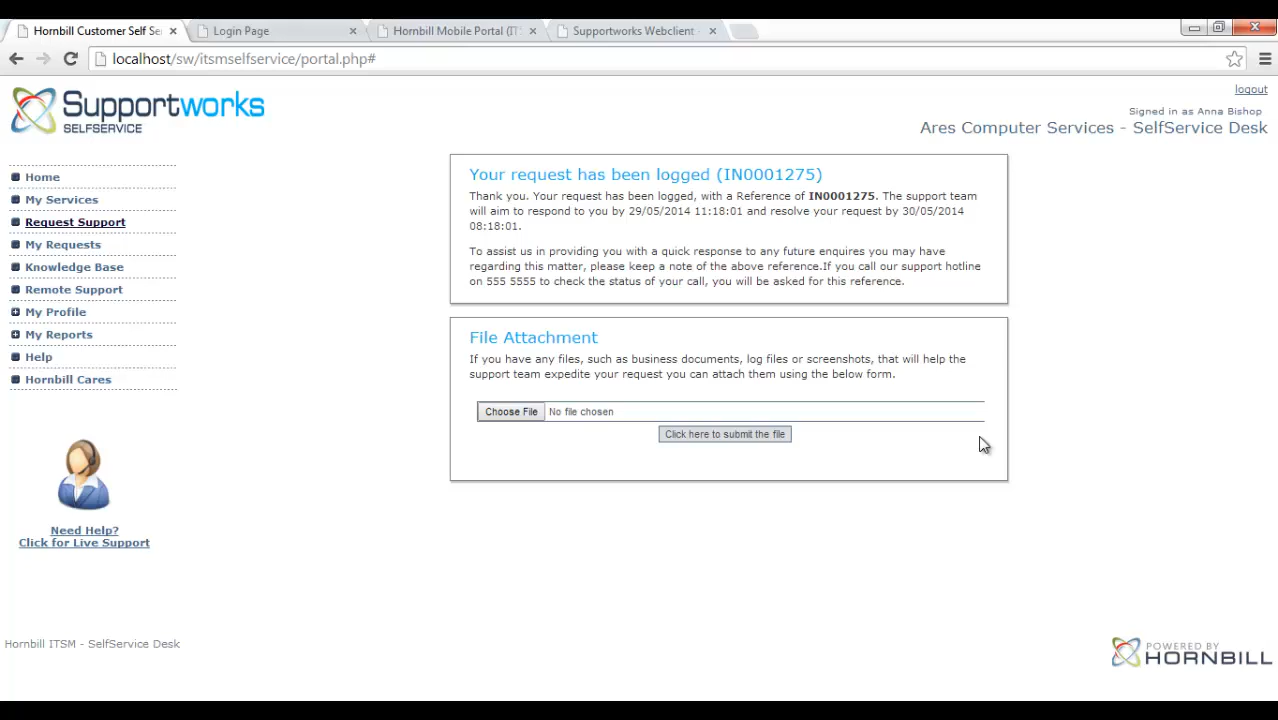 Hornbill Customer Self Se
Login Page
Hornbill Mobile Portal (IT
Supportworks Webclient -
localhost/sw/itsmselfservice/portal.php#
Supportworks
SELFSERVICE
logout
Signed in as Anna Bishop
Ares Computer Services - SelfService Desk
Home
My Services
Request Support
My Requests
Knowledge Base
Remote Support
My Profile
My Reports
Help
Hornbill Cares
Need Help?
Click for Live Support
Your request has been logged (IN0001275)
Thank you. Your request has been logged, with a Reference of IN0001275. The support team
will aim to respond to you by 29/05/2014 11:18:01 and resolve your request by 30/05/2014
08:18:01.
To assist us in providing you with a quick response to any future enquires you may have
regarding this matter, please keep a note of the above reference.If you call our support hotline
on 555 5555 to check the status of your call, you will be asked for this reference.
File Attachment
If you have any files, such as business documents, log files or screenshots, that will help the
support team expedite your request you can attach them using the below form.
Choose File No file chosen
Click here to submit the file
Hornbill ITSM - SelfService Desk
POWERED BY
HORNBILL